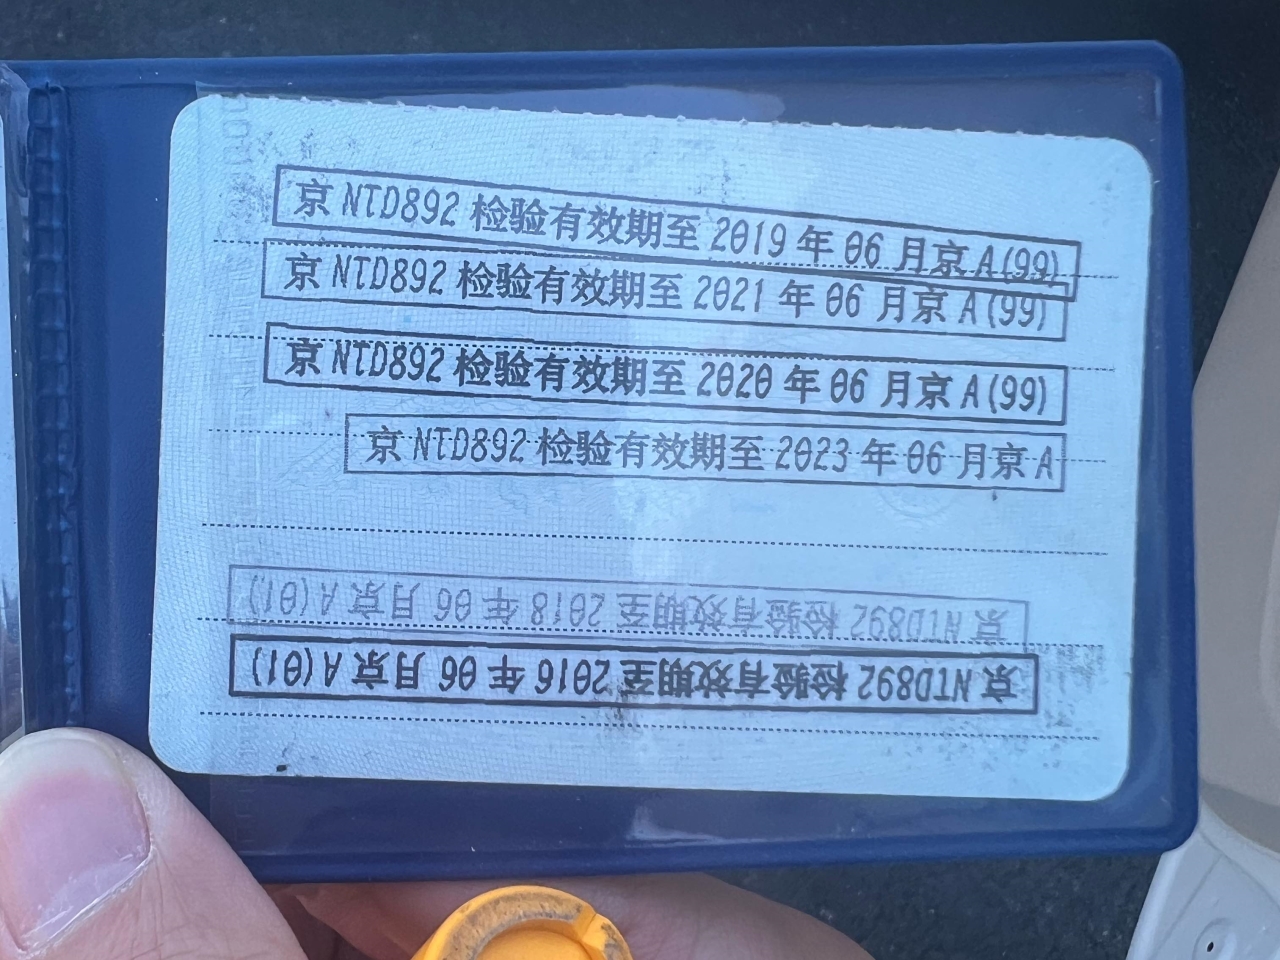 京 NTD892 检验有效期至 2019 年 06 月京 A(99)
京 NTD892 检验有效期至 2021 年 06 月京 A(99)
京 NTD892 检验有效期至 2020 年 06 月京 A(99)
京 NTD892 检验有效期至 2023 年 06 月京 A
京 NTD892 检验有效期至 2018 年 06 月京 A(01)
京 NTD892 检验有效期至 2016 年 06 月京 A(01)